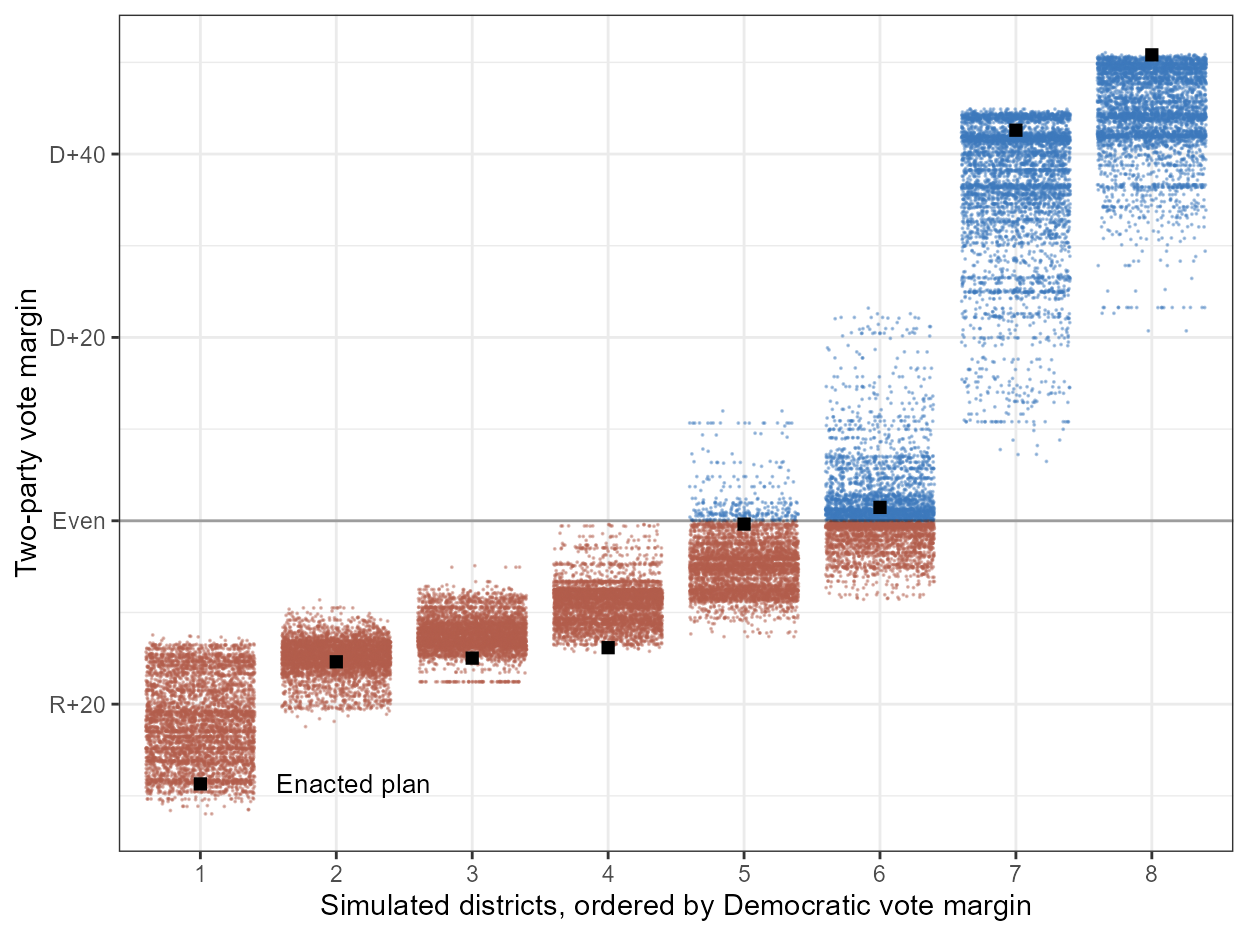 Two-party vote margin
D+40
D+20
Even
R+20
Enacted plan
1 2 3 4 5 6 7 8
Simulated districts, ordered by Democratic vote margin